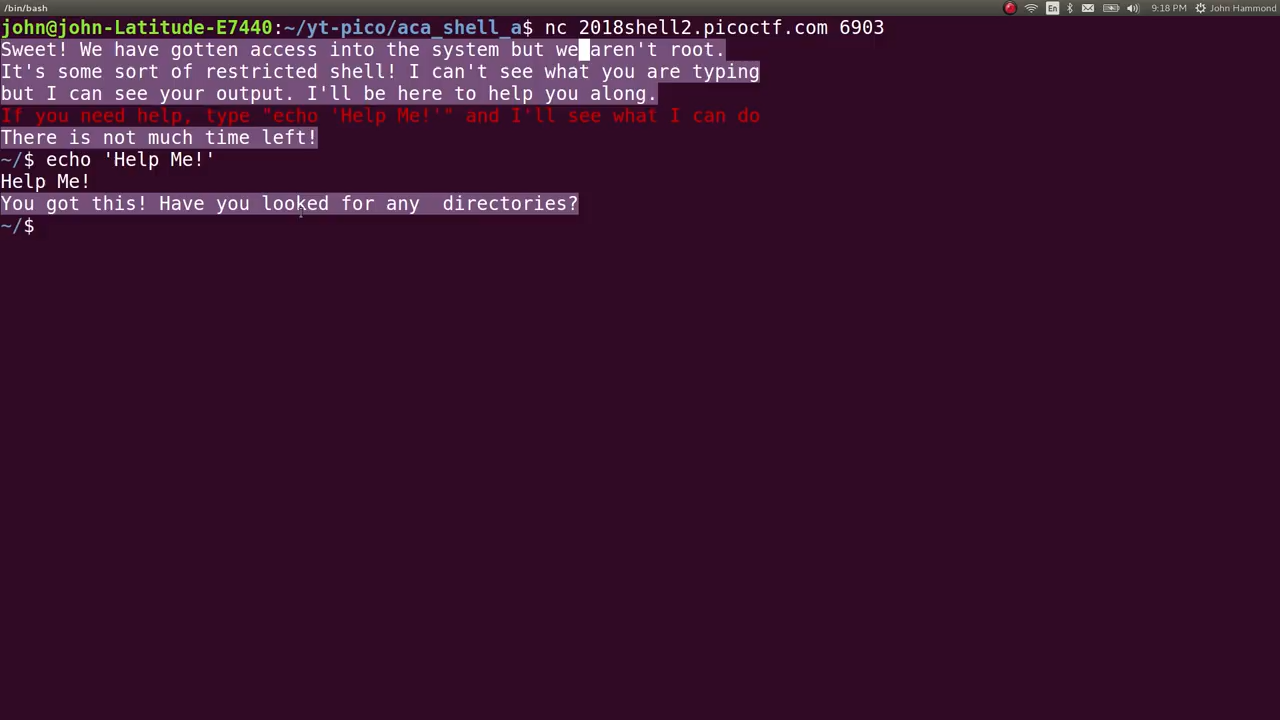 /bin/bash
En
9:18 PM
John Hammond
john@john-Latitude-E7440:~/yt-pico/aca_shell_a$ nc 2018shell2.picoctf.com 6903
Sweet! We have gotten access into the system but we aren't root.
It's some sort of restricted shell! I can't see what you are typing
but I can see your output. I'll be here to help you along.
If you need help, type "echo 'Help Me!'" and I'll see what I can do
There is not much time left!
~/$ echo 'Help Me!'
Help Me!
You got this! Have you looked for any  directories?
~/$